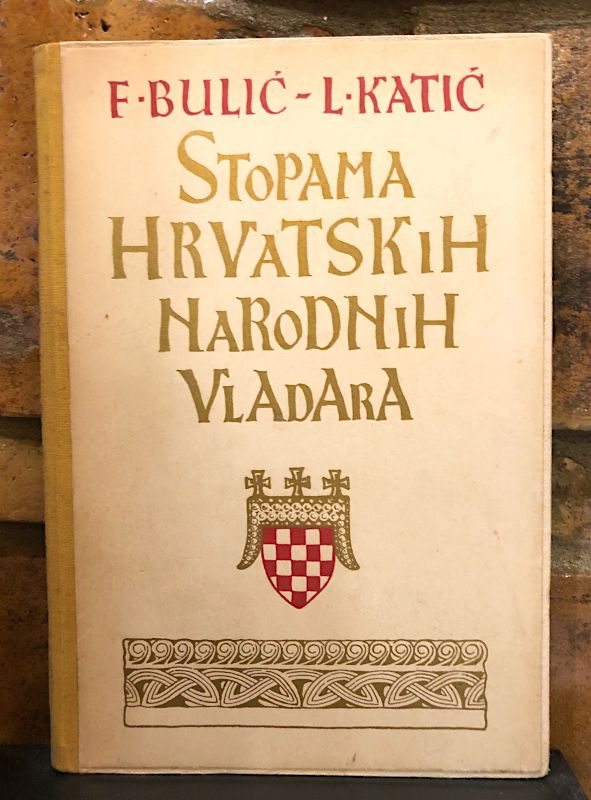 F·BULIĆ - L·KATIĆ
STOPAMA
HRVATSKIH
NARODNIH
VLADARA